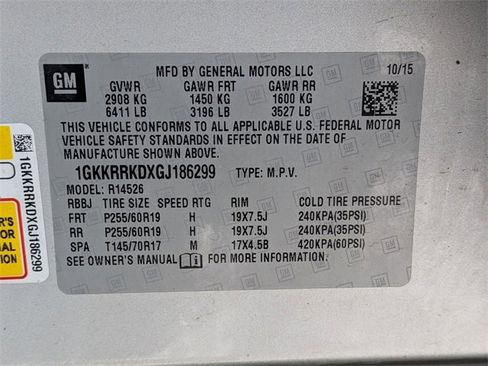 GM
MFD BY GENERAL MOTORS LLC 10/15
GVWR GAWR FRT GAWR RR
2908 KG 1450 KG 1600 KG
6411 LB 3196 LB 3527 LB
THIS VEHICLE CONFORMS TO ALL APPLICABLE U.S. FEDERAL MOTOR
VEHICLE SAFETY STANDARDS IN EFFECT ON THE DATE OF
MANUFACTURE SHOWN ABOVE.
1GKKRRKDXGJ186299 TYPE: M.P.V.
MODEL: R14526
RBBJ TIRE SIZE SPEED RTG RIM COLD TIRE PRESSURE
FRT P255/60R19 H 19X7.5J 240KPA(35PSI)
RR P255/60R19 H 19X7.5J 240KPA(35PSI)
SPA T145/70R17 M 17X4.5B 420KPA(60PSI)
SEE OWNER'S MANUAL FOR MORE INFORMATION
1GKKRRKDXGJ186299